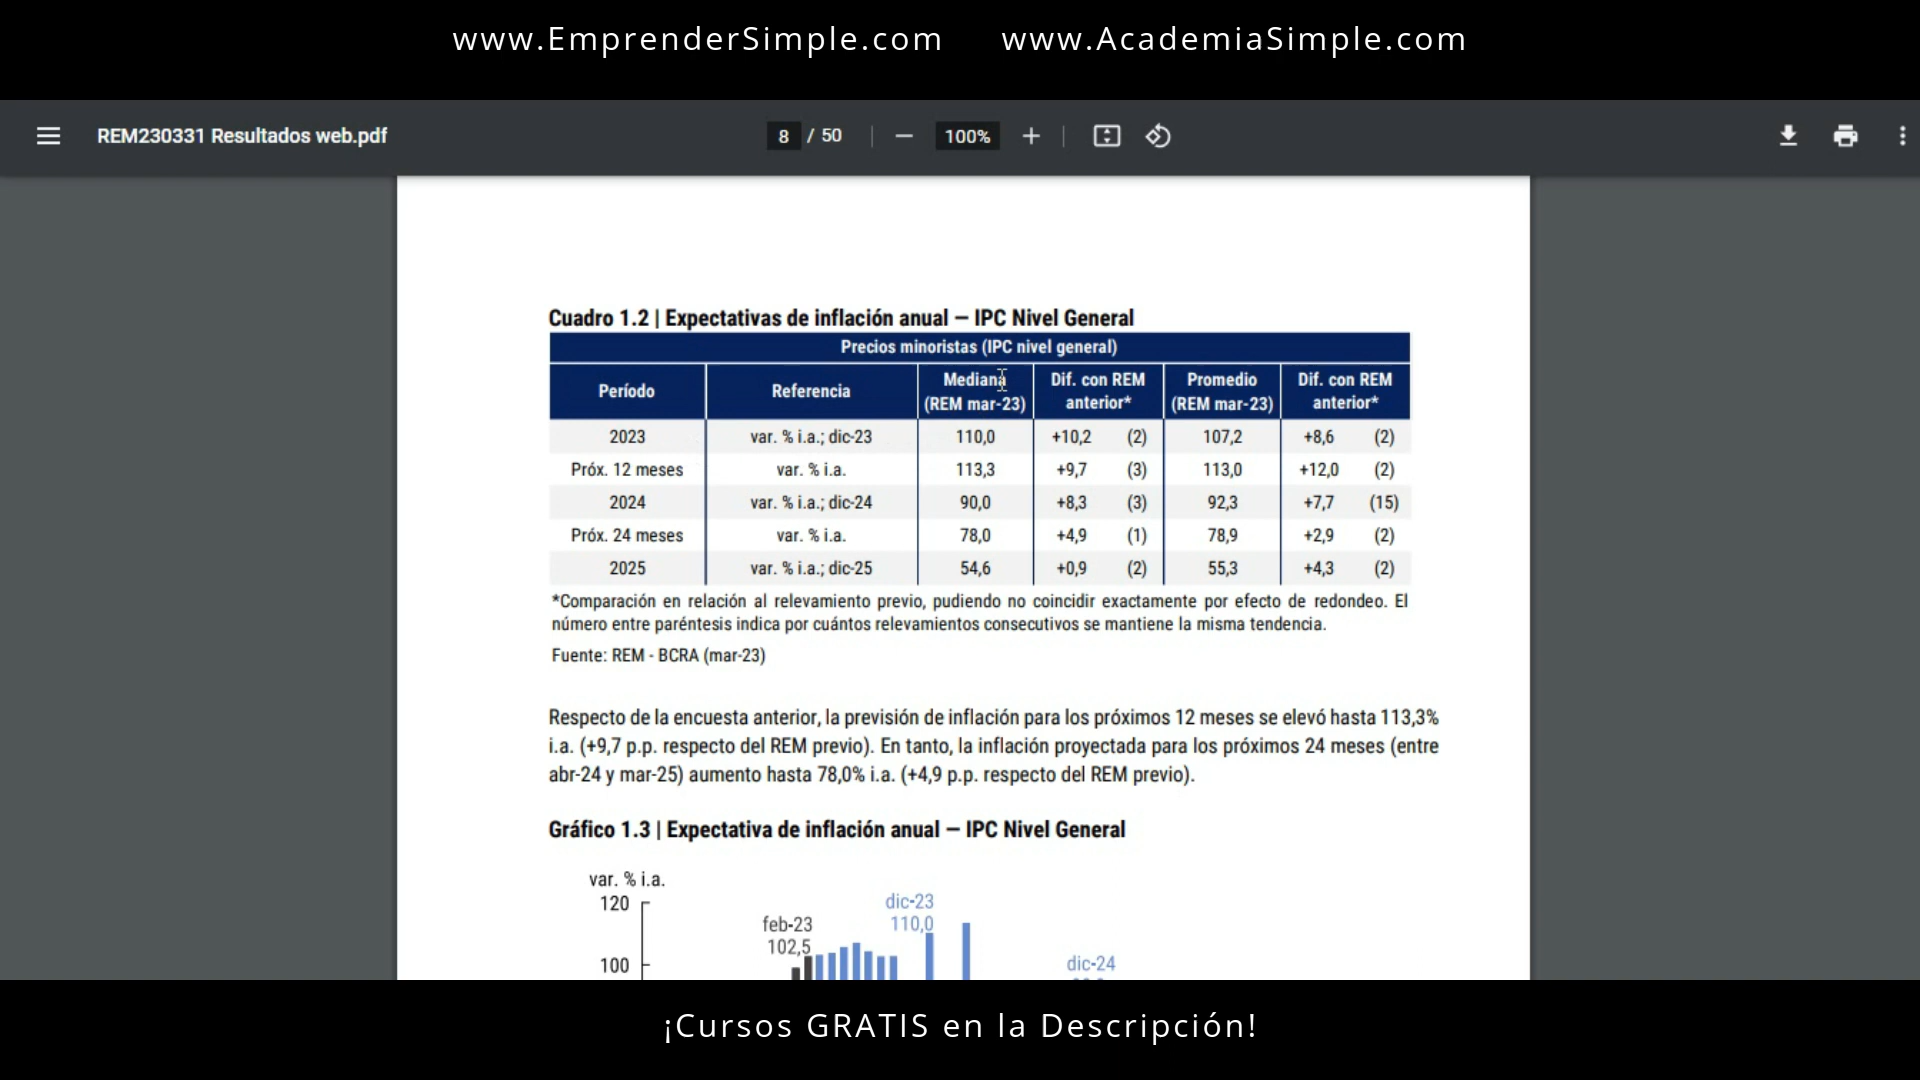 www.EmprenderSimple.com www.AcademiaSimple.com
REM230331 Resultados web.pdf 8 / 50 100%
Cuadro 1.2 | Expectativas de inflación anual — IPC Nivel General
Precios minoristas (IPC nivel general)
Período Referencia Mediana (REM mar-23) Dif. con REM anterior* Promedio (REM mar-23) Dif. con REM anterior*
2023 var. % i.a.; dic-23 110,0 +10,2 (2) 107,2 +8,6 (2)
Próx. 12 meses var. % i.a. 113,3 +9,7 (3) 113,0 +12,0 (2)
2024 var. % i.a.; dic-24 90,0 +8,3 (3) 92,3 +7,7 (15)
Próx. 24 meses var. % i.a. 78,0 +4,9 (1) 78,9 +2,9 (2)
2025 var. % i.a.; dic-25 54,6 +0,9 (2) 55,3 +4,3 (2)
*Comparación en relación al relevamiento previo, pudiendo no coincidir exactamente por efecto de redondeo. El
número entre paréntesis indica por cuántos relevamientos consecutivos se mantiene la misma tendencia.
Fuente: REM - BCRA (mar-23)
Respecto de la encuesta anterior, la previsión de inflación para los próximos 12 meses se elevó hasta 113,3%
i.a. (+9,7 p.p. respecto del REM previo). En tanto, la inflación proyectada para los próximos 24 meses (entre
abr-24 y mar-25) aumento hasta 78,0% i.a. (+4,9 p.p. respecto del REM previo).
Gráfico 1.3 | Expectativa de inflación anual — IPC Nivel General
var. % i.a.
120
dic-23
110,0
feb-23
102,5
100
dic-24
¡Cursos GRATIS en la Descripción!